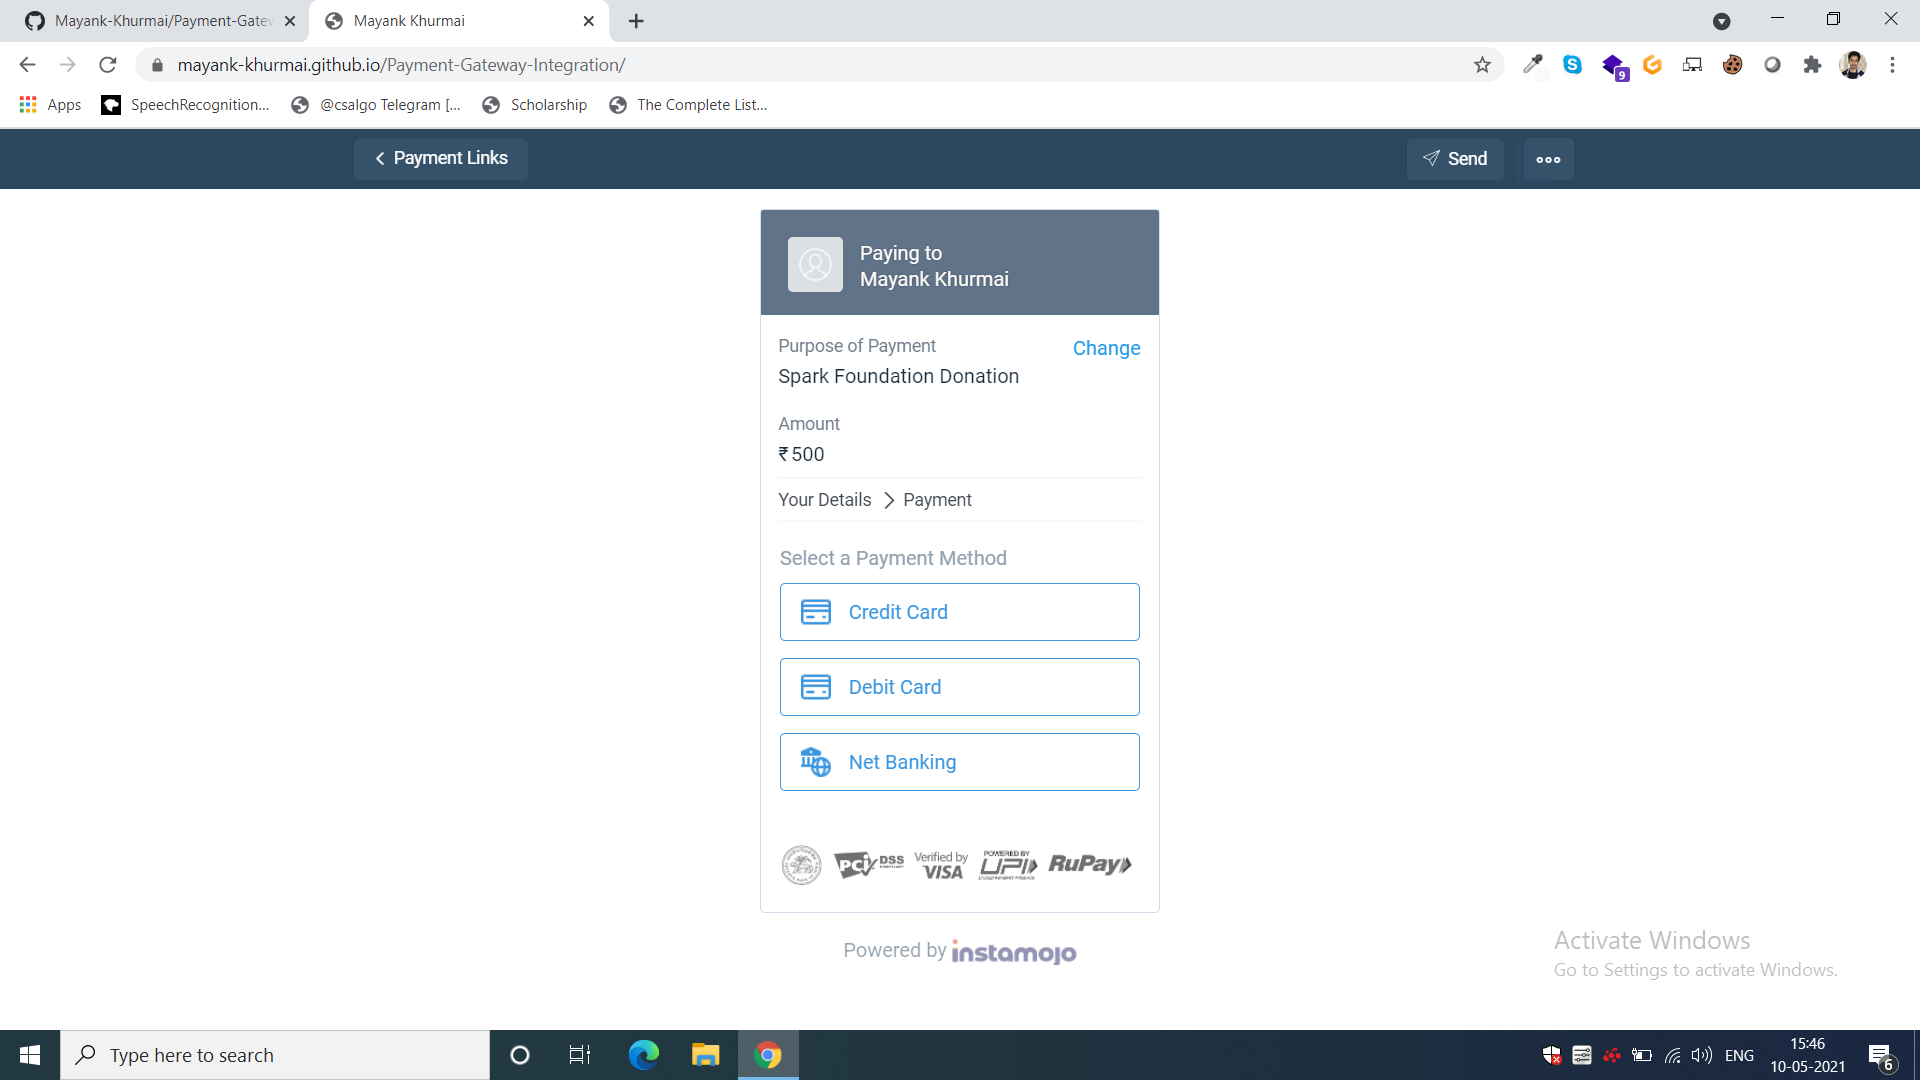 Mayank-Khurmai/Payment-Gatew
Mayank Khurmai
mayank-khurmai.github.io/Payment-Gateway-Integration/
9
Apps
SpeechRecognition...
@csalgo Telegram [...
Scholarship
The Complete List...
Payment Links
Send
Paying to
Mayank Khurmai
Purpose of Payment
Change
Spark Foundation Donation
Amount
₹500
Your Details
Payment
Select a Payment Method
Credit Card
Debit Card
Net Banking
PCI DSS
Verified by
VISA
POWERED BY
UPI
RuPay
Powered by instamojo
Activate Windows
Go to Settings to activate Windows.
Type here to search
ENG
15:46
10-05-2021
6